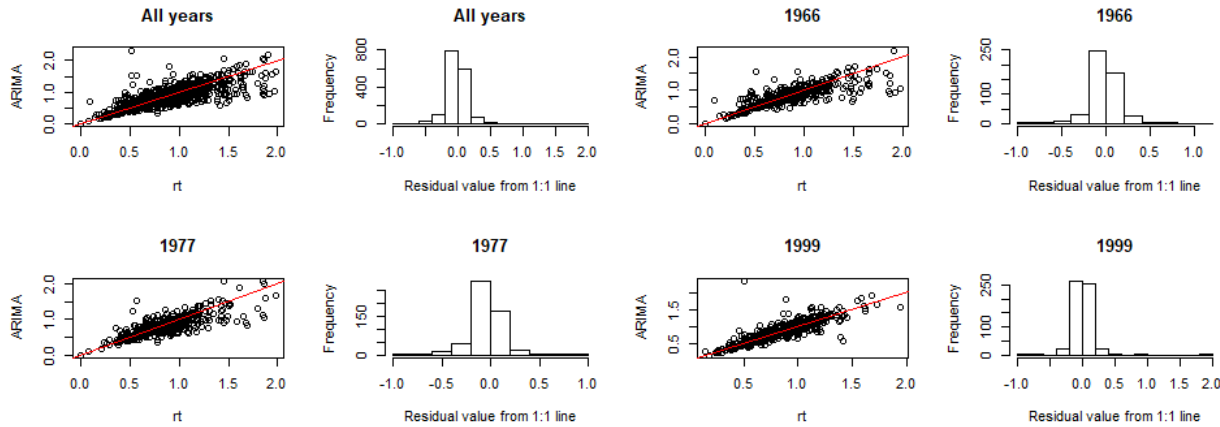 All years
ARIMA
0.0 1.0 2.0
0.0 0.5 1.0 1.5 2.0
rt
All years
Frequency
0 400 800
-1.0 0.0 0.5 1.0 1.5 2.0
Residual value from 1:1 line
1966
ARIMA
0.0 1.0 2.0
0.0 0.5 1.0 1.5 2.0
rt
1966
Frequency
0 100 250
-1.0 -0.5 0.0 0.5 1.0
Residual value from 1:1 line
1977
ARIMA
0.0 1.0 2.0
0.0 0.5 1.0 1.5 2.0
rt
1977
Frequency
0 150
-1.0 -0.5 0.0 0.5 1.0
Residual value from 1:1 line
1999
ARIMA
0.5 1.5
0.5 1.0 1.5 2.0
rt
1999
Frequency
0 100 250
-1.0 0.0 0.5 1.0 1.5 2.0
Residual value from 1:1 line